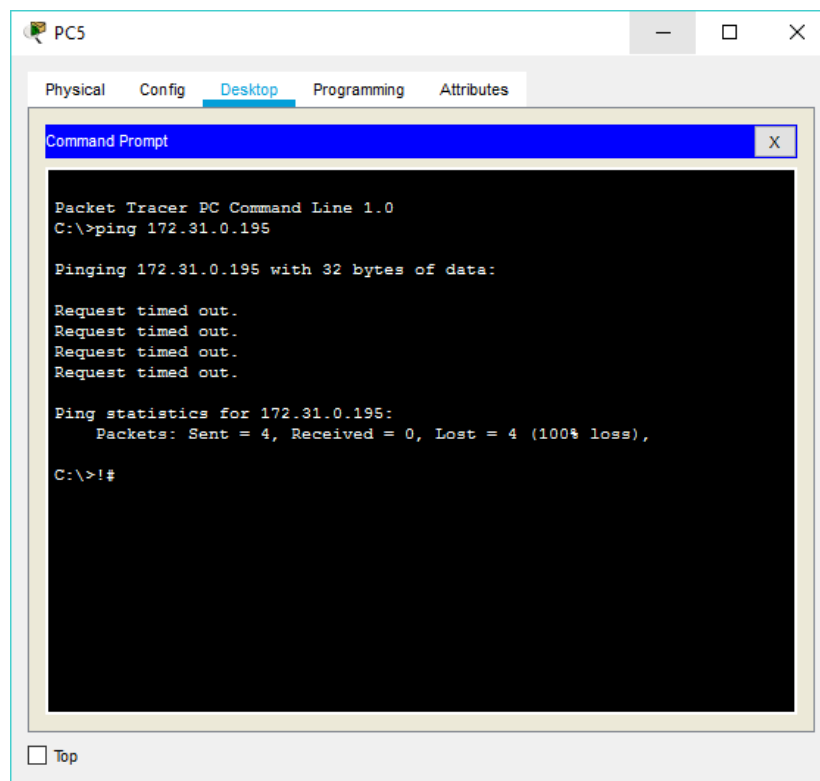 PC5
Physical Config Desktop Programming Attributes
Command Prompt X
Packet Tracer PC Command Line 1.0
C:\>ping 172.31.0.195
Pinging 172.31.0.195 with 32 bytes of data:
Request timed out.
Request timed out.
Request timed out.
Request timed out.
Ping statistics for 172.31.0.195:
    Packets: Sent = 4, Received = 0, Lost = 4 (100% loss),
C:\>!#
Top